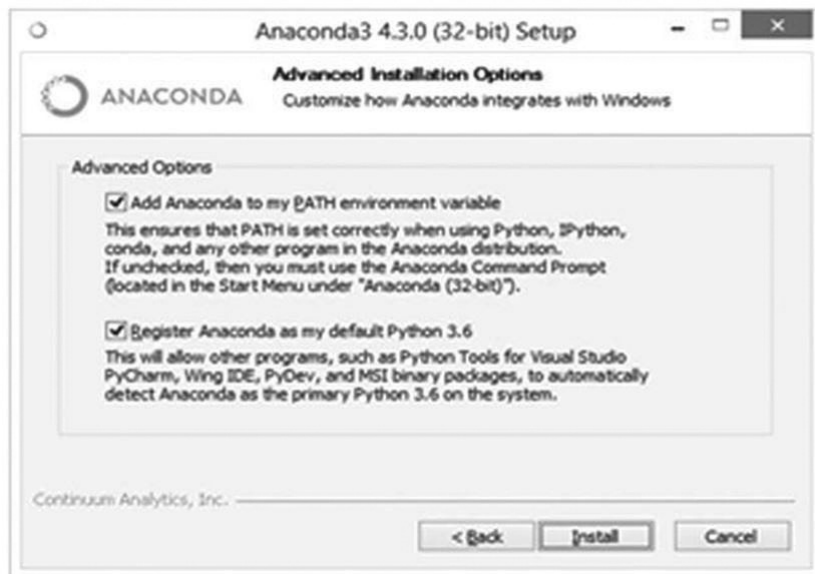 Anaconda3 4.3.0 (32-bit) Setup
ANACONDA
Advanced Installation Options
Customize how Anaconda integrates with Windows
Advanced Options
Add Anaconda to my PATH environment variable
This ensures that PATH is set correctly when using Python, IPython,
conda, and any other program in the Anaconda distribution.
If unchecked, then you must use the Anaconda Command Prompt
(located in the Start Menu under "Anaconda (32-bit)").
Register Anaconda as my default Python 3.6
This will allow other programs, such as Python Tools for Visual Studio
PyCharm, Wing IDE, PyDev, and MSI binary packages, to automatically
detect Anaconda as the primary Python 3.6 on the system.
Continuum Analytics, Inc.
< Back
Install
Cancel